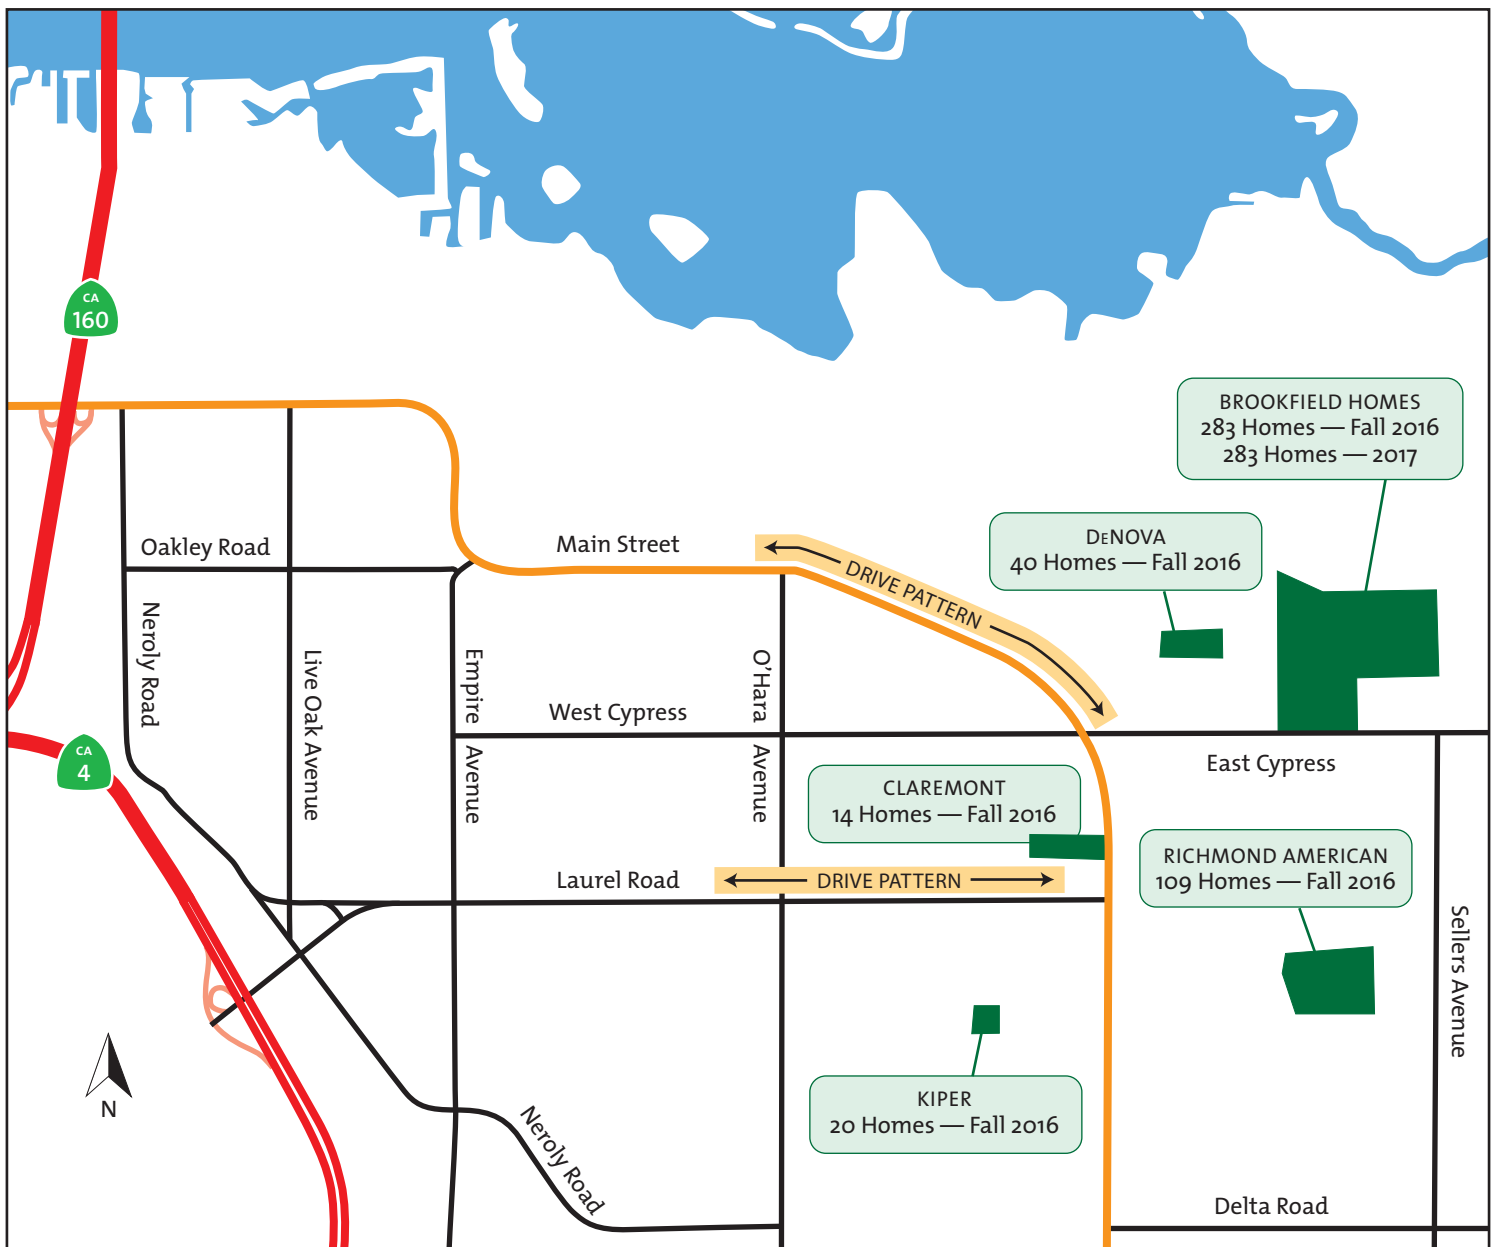 CA
160
BROOKFIELD HOMES
283 Homes — Fall 2016
283 Homes — 2017
DeNOVA
40 Homes — Fall 2016
Oakley Road
Main Street
DRIVE PATTERN
Neroly Road
Live Oak Avenue
Empire Avenue
O'Hara Avenue
West Cypress
East Cypress
CA
4
CLAREMONT
14 Homes — Fall 2016
RICHMOND AMERICAN
109 Homes — Fall 2016
Laurel Road
DRIVE PATTERN
Sellers Avenue
N
KIPER
20 Homes — Fall 2016
Neroly Road
Delta Road